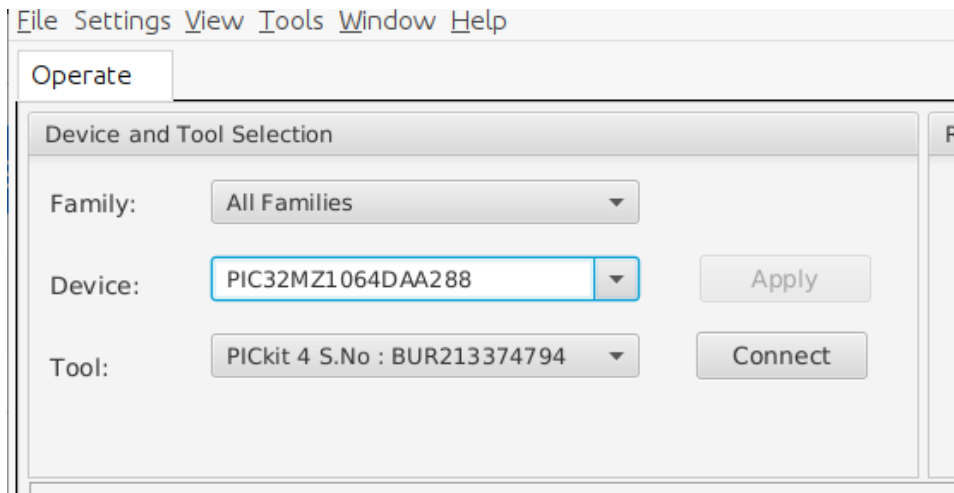 File Settings View Tools Window Help
Operate
Device and Tool Selection
Family:
All Families
Device:
PIC32MZ1064DAA288
Apply
Tool:
PICkit 4 S.No : BUR213374794
Connect